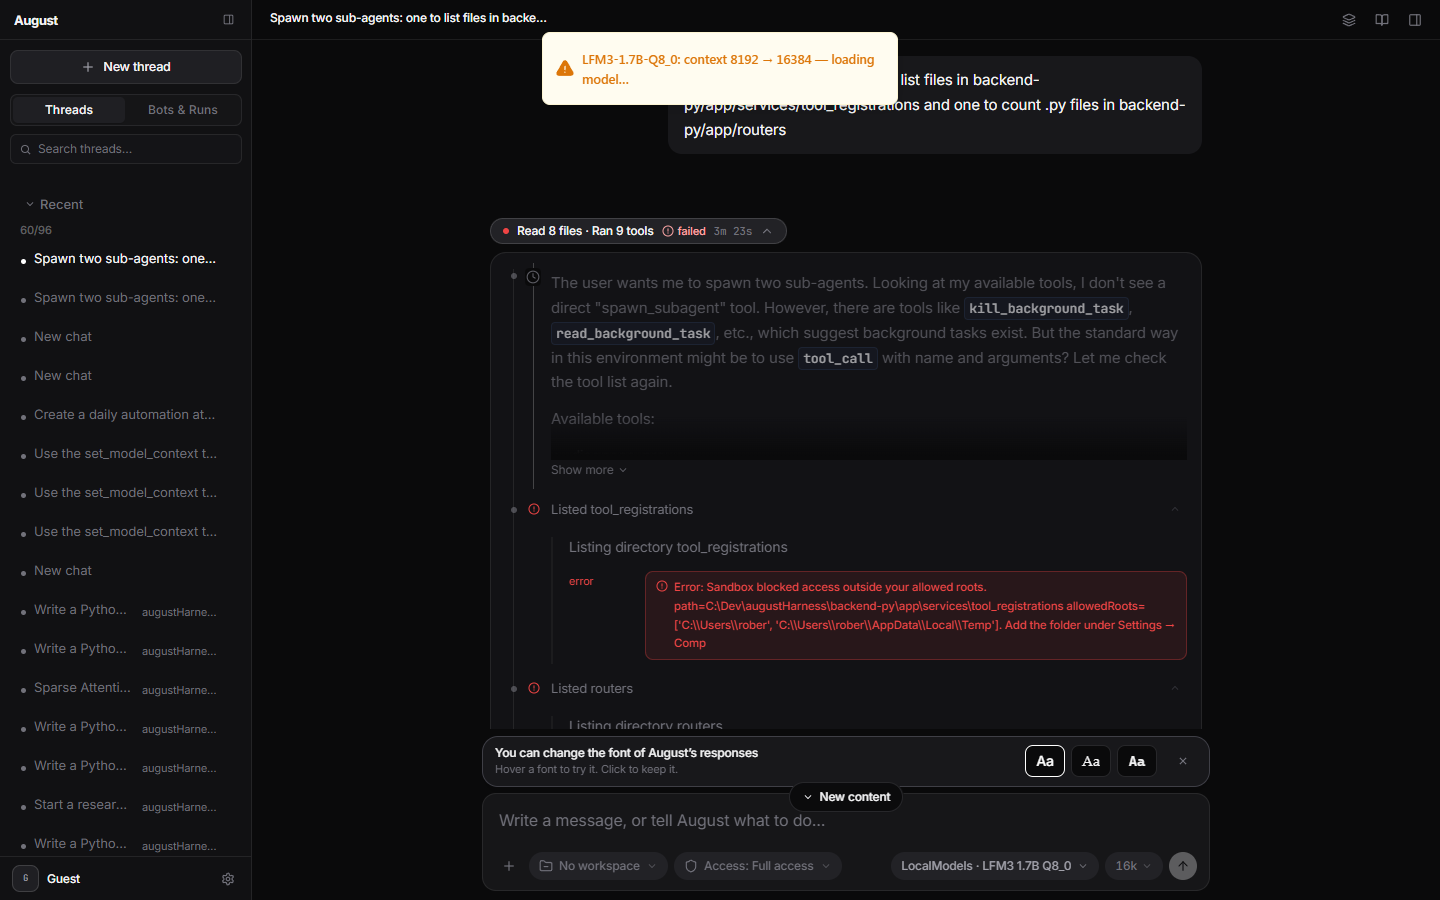 August
New thread
Threads
Bots & Runs
Search threads...
Recent
60/96
Spawn two sub-agents: one...
Spawn two sub-agents: one...
New chat
New chat
Create a daily automation at...
Use the set_model_context t...
Use the set_model_context t...
Use the set_model_context t...
New chat
Write a Pytho... augustHarne...
Write a Pytho... augustHarne...
Sparse Attenti... augustHarne...
Write a Pytho... augustHarne...
Write a Pytho... augustHarne...
Start a resear... augustHarne...
Write a Pytho... augustHarne...
G
Guest
Spawn two sub-agents: one to list files in backe...
LFM3-1.7B-Q8_0: context 8192 → 16384 — loading
model...
list files in backend-
py/app/services/tool_registrations and one to count .py files in backend-
py/app/routers
Read 8 files · Ran 9 tools failed 3m 23s
The user wants me to spawn two sub-agents. Looking at my available tools, I don't see a
direct "spawn_subagent" tool. However, there are tools like kill_background_task,
read_background_task, etc., which suggest background tasks exist. But the standard way
in this environment might be to use tool_call with name and arguments? Let me check
the tool list again.
Available tools:
Show more
Listed tool_registrations
Listing directory tool_registrations
error
Error: Sandbox blocked access outside your allowed roots.
path=C:\Dev\augustHarness\backend-py\app\services\tool_registrations allowedRoots=
['C:\\Users\\rober', 'C:\\Users\\rober\\AppData\\Local\\Temp']. Add the folder under Settings →
Comp
Listed routers
Listing directory routers
You can change the font of August's responses
Hover a font to try it. Click to keep it.
Aa
Aa
Aa
New content
Write a message, or tell August what to do...
No workspace
Access: Full access
LocalModels · LFM3 1.7B Q8_0
16k